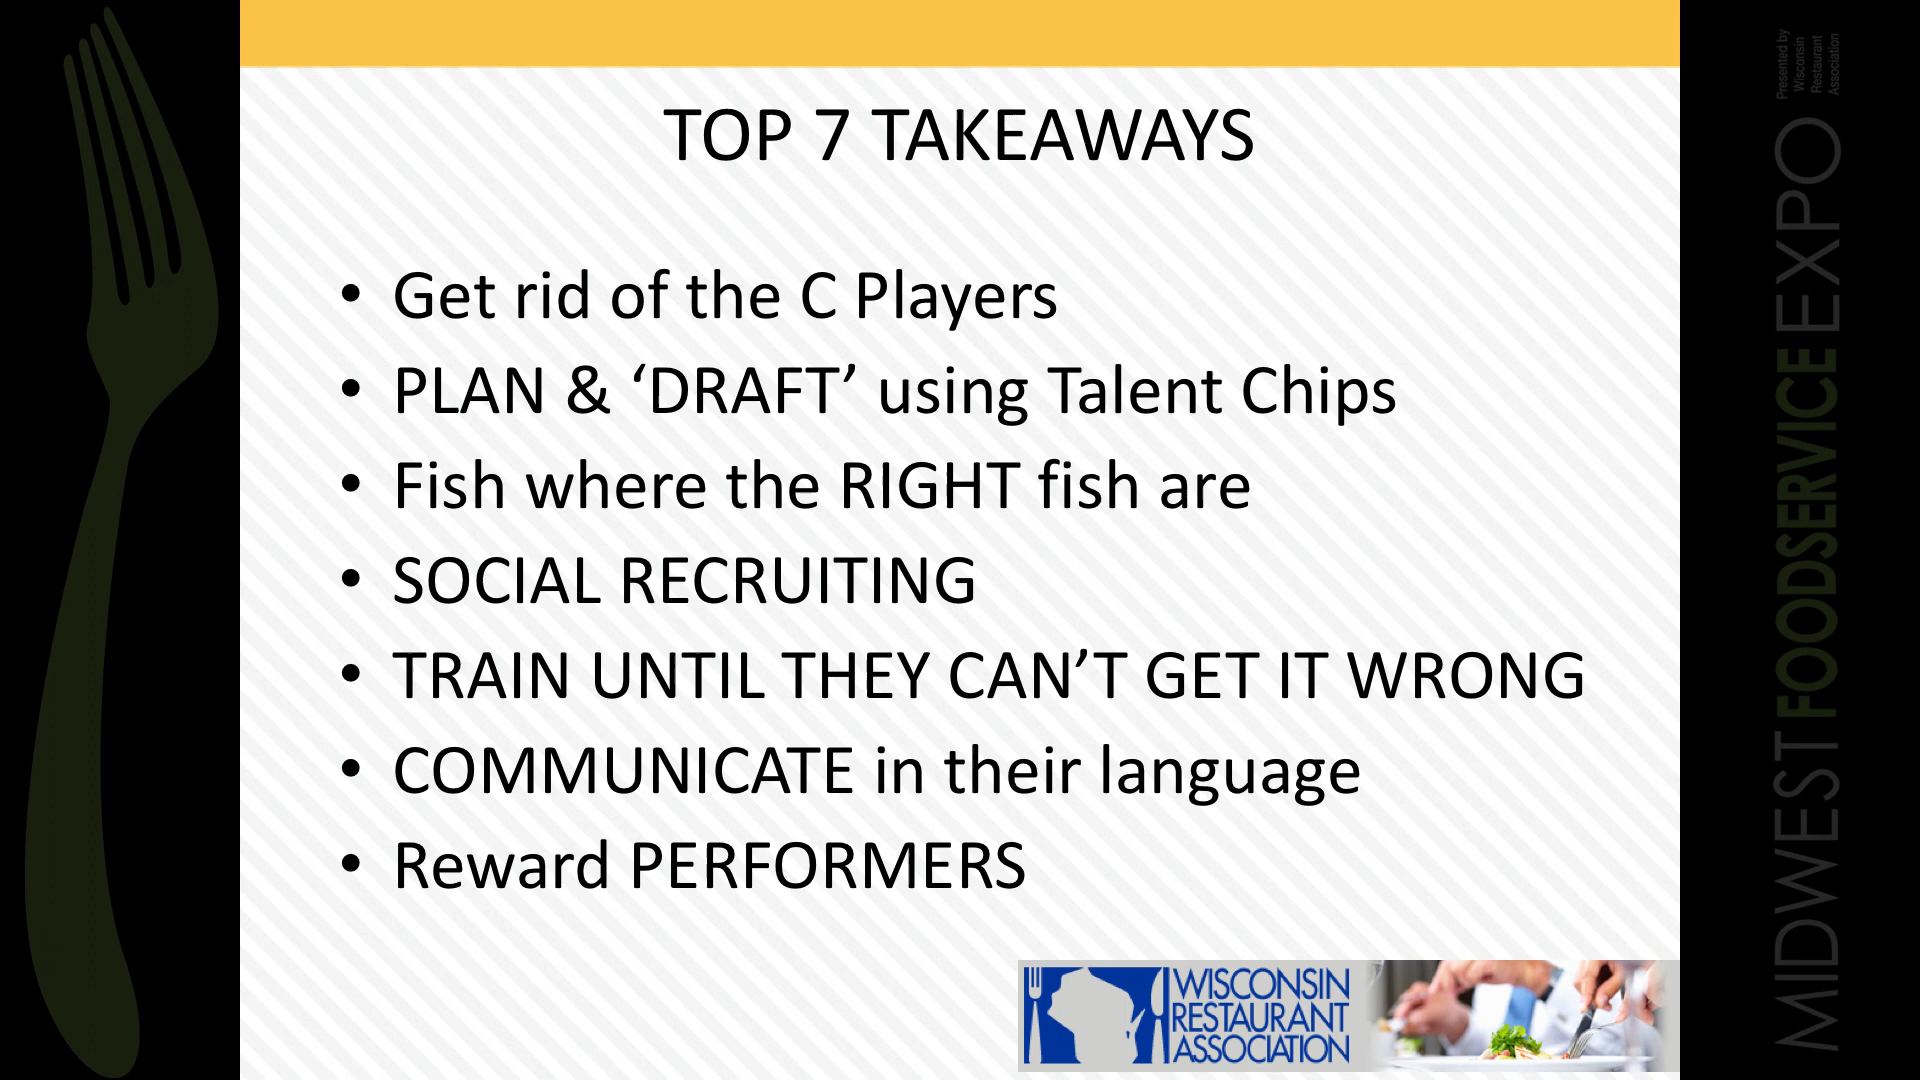 TOP 7 TAKEAWAYS
• Get rid of the C Players
• PLAN & ‘DRAFT’ using Talent Chips
• Fish where the RIGHT fish are
• SOCIAL RECRUITING
• TRAIN UNTIL THEY CAN’T GET IT WRONG
• COMMUNICATE in their language
• Reward PERFORMERS
WISCONSIN
RESTAURANT
ASSOCIATION
MIDWEST FOODSERVICE EXPO
Presented by
Wisconsin
Restaurant
Association